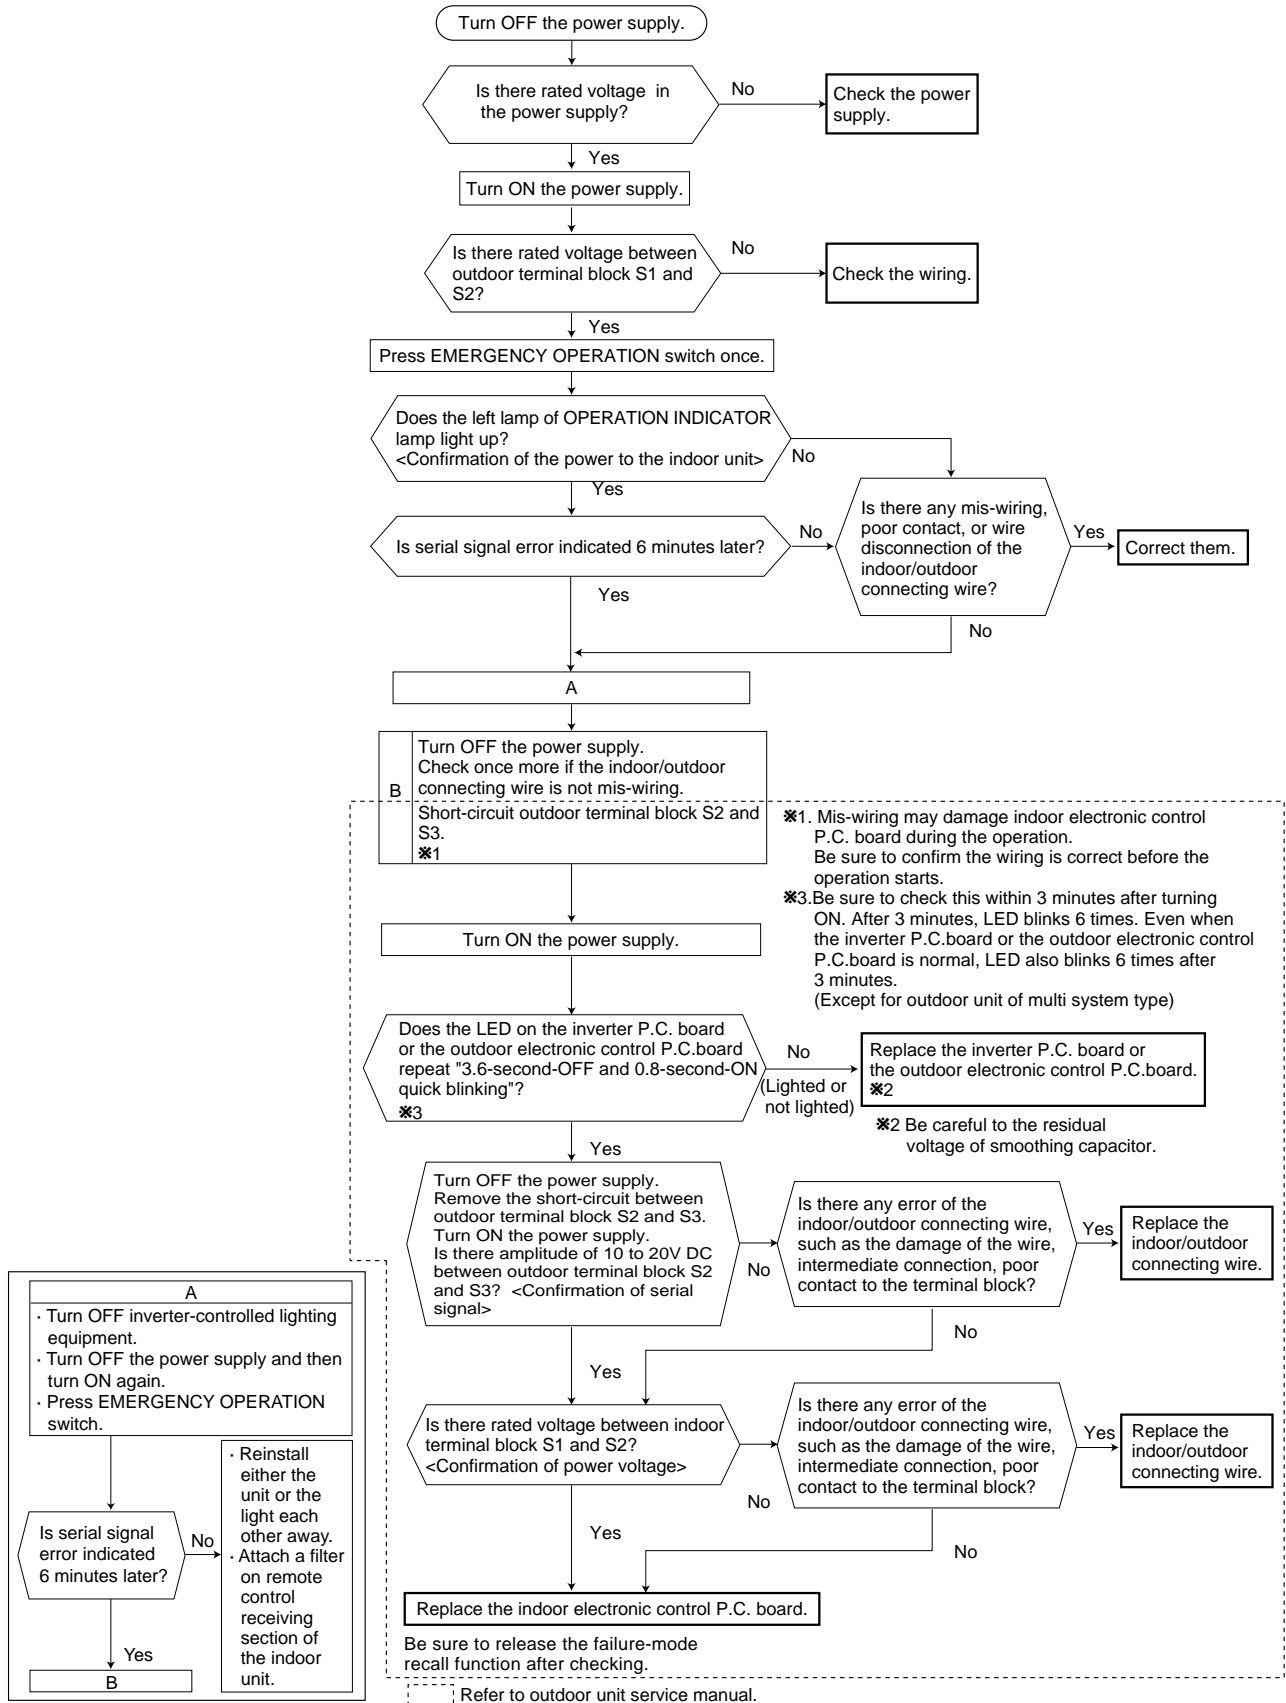 Turn OFF the power supply.
Is there rated voltage in
the power supply?
No
Check the power
supply.
Yes
Turn ON the power supply.
Is there rated voltage between
outdoor terminal block S1 and
S2?
No
Check the wiring.
Yes
Press EMERGENCY OPERATION switch once.
Does the left lamp of OPERATION INDICATOR
lamp light up?
<Confirmation of the power to the indoor unit>
No
Yes
Is serial signal error indicated 6 minutes later?
No
Is there any mis-wiring,
poor contact, or wire
disconnection of the
indoor/outdoor
connecting wire?
Yes
Correct them.
Yes
No
A
B
Turn OFF the power supply.
Check once more if the indoor/outdoor
connecting wire is not mis-wiring.
Short-circuit outdoor terminal block S2 and
S3.
※1
※1. Mis-wiring may damage indoor electronic control
P.C. board during the operation.
Be sure to confirm the wiring is correct before the
operation starts.
※3.Be sure to check this within 3 minutes after turning
ON. After 3 minutes, LED blinks 6 times. Even when
the inverter P.C.board or the outdoor electronic control
P.C.board is normal, LED also blinks 6 times after
3 minutes.
(Except for outdoor unit of multi system type)
Turn ON the power supply.
Does the LED on the inverter P.C. board
or the outdoor electronic control P.C.board
repeat "3.6-second-OFF and 0.8-second-ON
quick blinking"?
※3
No
(Lighted or
not lighted)
Replace the inverter P.C. board or
the outdoor electronic control P.C.board.
※2
※2 Be careful to the residual
voltage of smoothing capacitor.
Yes
Turn OFF the power supply.
Remove the short-circuit between
outdoor terminal block S2 and S3.
Turn ON the power supply.
Is there amplitude of 10 to 20V DC
between outdoor terminal block S2
and S3? <Confirmation of serial
signal>
No
Is there any error of the
indoor/outdoor connecting wire,
such as the damage of the wire,
intermediate connection, poor
contact to the terminal block?
Yes
Replace the
indoor/outdoor
connecting wire.
No
Yes
Is there rated voltage between indoor
terminal block S1 and S2?
<Confirmation of power voltage>
No
Is there any error of the
indoor/outdoor connecting wire,
such as the damage of the wire,
intermediate connection, poor
contact to the terminal block?
Yes
Replace the
indoor/outdoor
connecting wire.
Yes
No
Replace the indoor electronic control P.C. board.
Be sure to release the failure-mode
recall function after checking.
Refer to outdoor unit service manual.
A
· Turn OFF inverter-controlled lighting
equipment.
· Turn OFF the power supply and then
turn ON again.
· Press EMERGENCY OPERATION
switch.
Is serial signal
error indicated
6 minutes later?
No
· Reinstall
either the
unit or the
light each
other away.
· Attach a filter
on remote
control
receiving
section of
the indoor
unit.
Yes
B